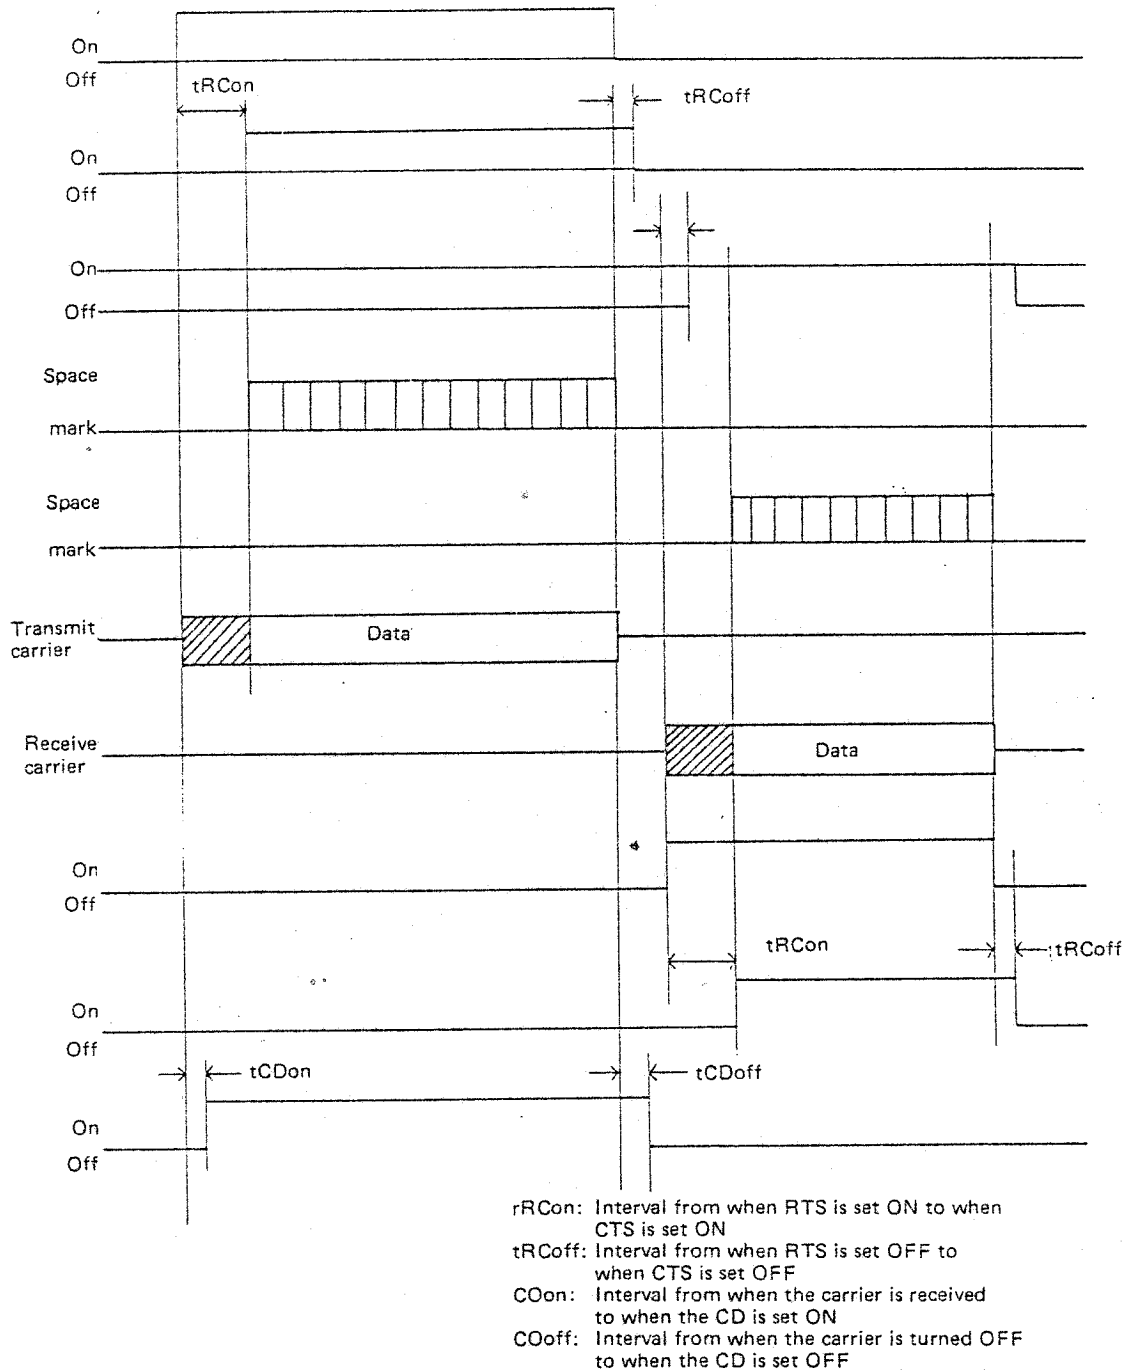 On
Off
tRCon
tRCoff
On
Off
On
Off
Space
mark
Space
mark
Transmit
carrier
Data
Receive
carrier
Data
On
Off
tRCon
tRCoff
On
Off
tCDon
tCDoff
On
Off
rRCon: Interval from when RTS is set ON to when
CTS is set ON
tRCoff: Interval from when RTS is set OFF to
when CTS is set OFF
COon: Interval from when the carrier is received
to when the CD is set ON
COoff: Interval from when the carrier is turned OFF
to when the CD is set OFF